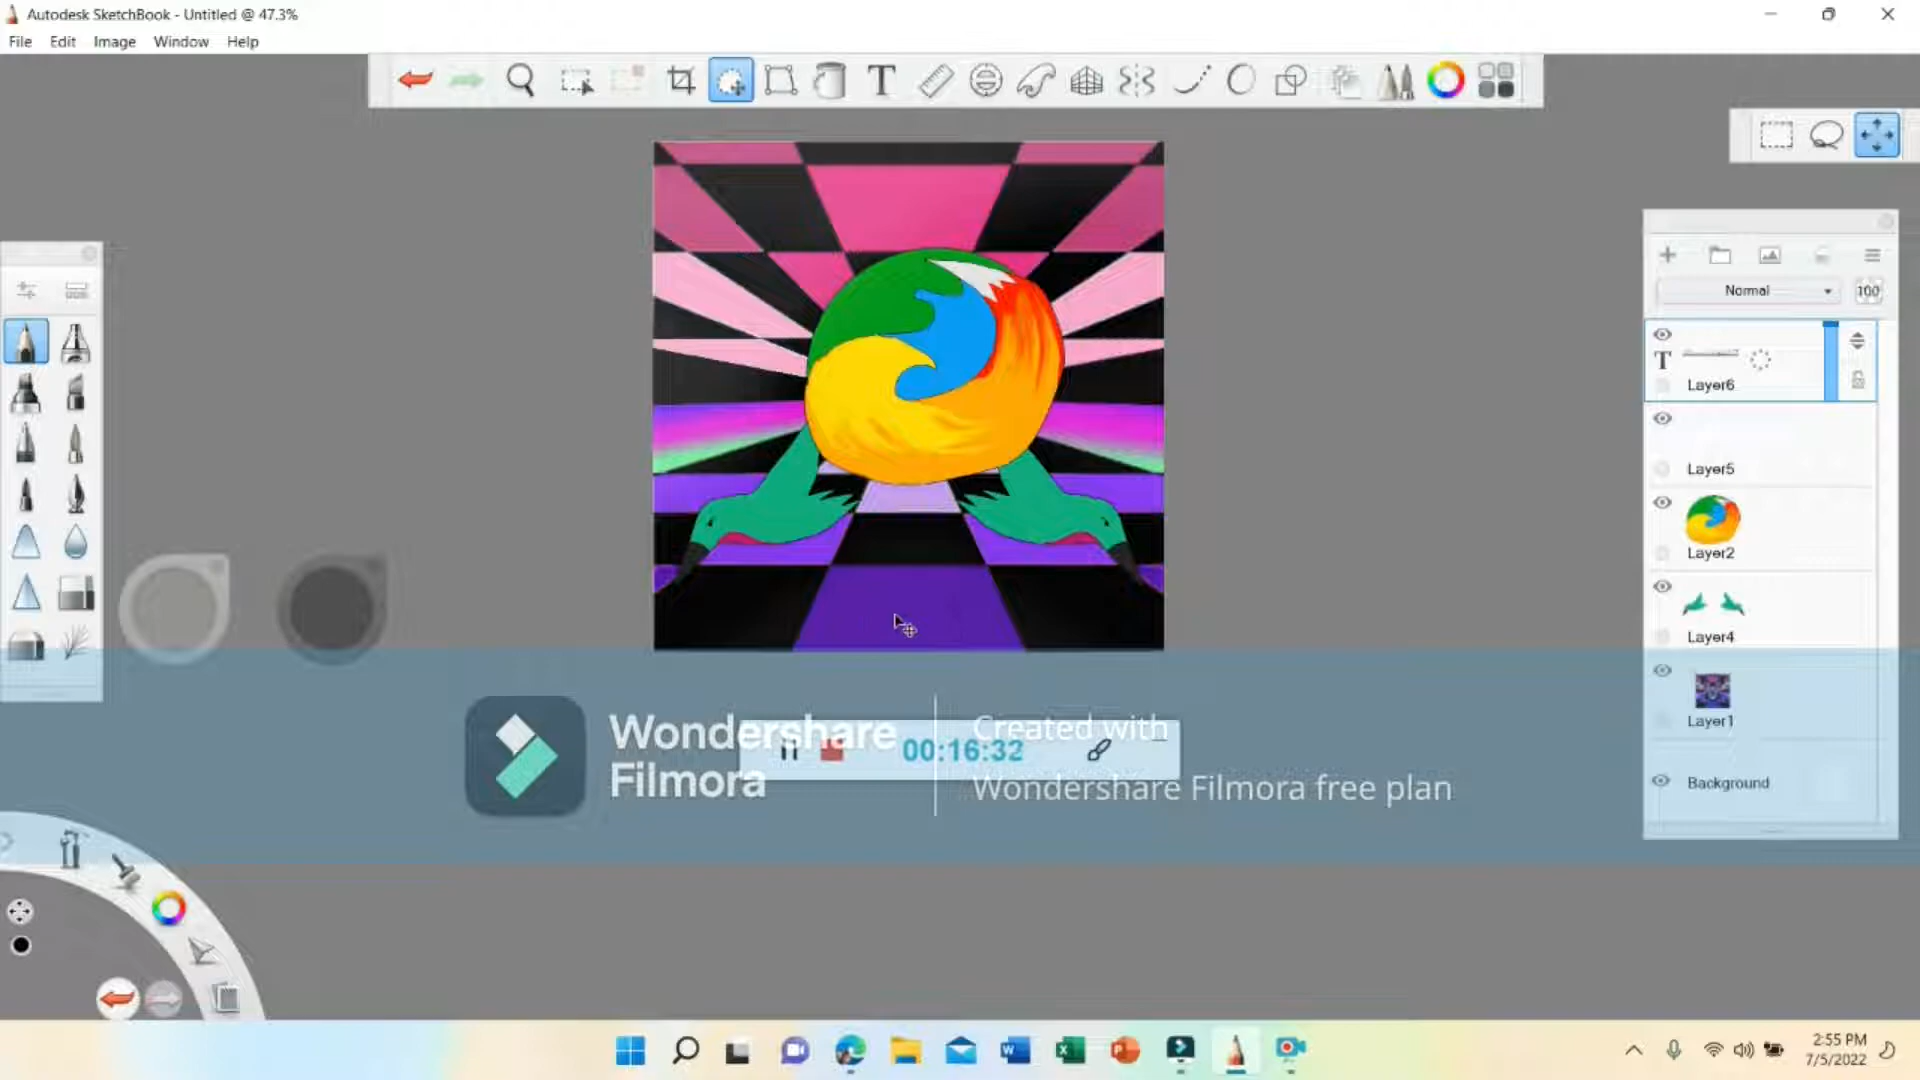 Autodesk SketchBook - Untitled @ 47.3%
File Edit Image Window Help
T
Normal 100
T
Layer6
Layer5
Layer2
Layer4
Layer1
Background
Wondershare
Filmora
00:16:32
Created with
Wondershare Filmora free plan
2:55 PM
7/5/2022